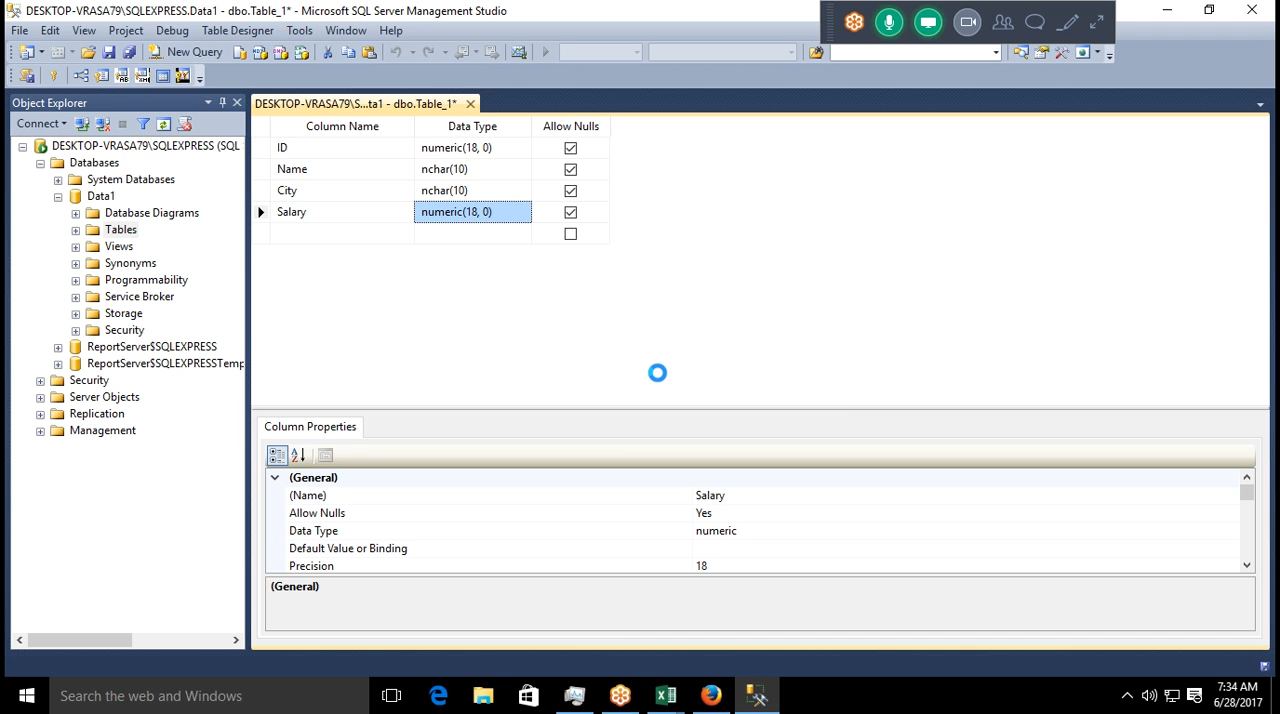 DESKTOP-VRASA79\SQLEXPRESS.Data1 - dbo.Table_1* - Microsoft SQL Server Management Studio
File Edit View Project Debug Table Designer Tools Window Help
New Query
Object Explorer
Connect
DESKTOP-VRASA79\SQLEXPRESS (SQL
Databases
System Databases
Data1
Database Diagrams
Tables
Views
Synonyms
Programmability
Service Broker
Storage
Security
ReportServer$SQLEXPRESS
ReportServer$SQLEXPRESSTemp
Security
Server Objects
Replication
Management
DESKTOP-VRASA79\S...ta1 - dbo.Table_1*
Column Name Data Type Allow Nulls
ID numeric(18, 0)
Name nchar(10)
City nchar(10)
Salary numeric(18, 0)
Column Properties
(General)
(Name) Salary
Allow Nulls Yes
Data Type numeric
Default Value or Binding
Precision 18
(General)
Search the web and Windows
7:34 AM
6/28/2017